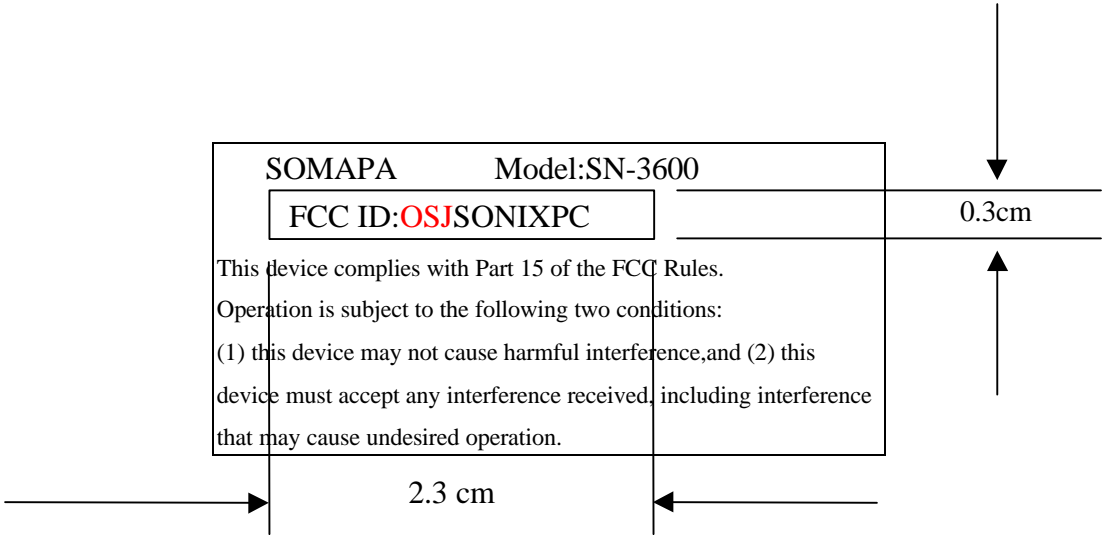 SOMAPA Model:SN-3600
FCC ID:OSJSONIXPC
0.3cm
This device complies with Part 15 of the FCC Rules.
Operation is subject to the following two conditions:
(1) this device may not cause harmful interference,and (2) this
device must accept any interference received, including interference
that may cause undesired operation.
2.3 cm